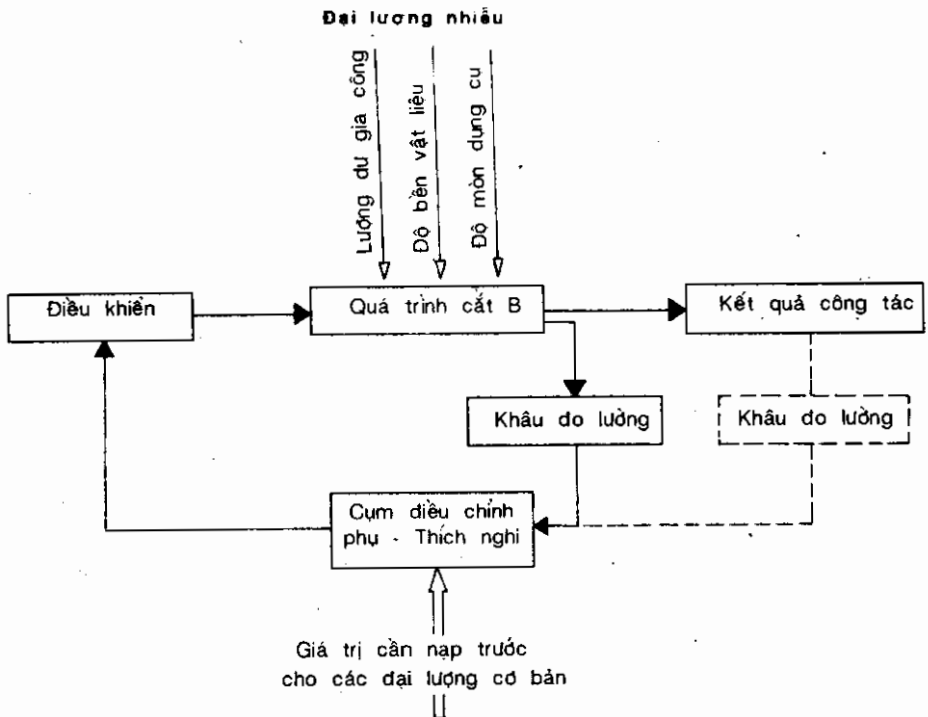 Đại lượng nhiễu
Lượng dư gia công
Độ bền vật liệu
Độ mòn dụng cụ
Điều khiển
Quá trình cắt B
Kết quả công tác
Khâu đo lường
Khâu đo lường
Cụm điều chỉnh
phụ - Thích nghi
Giá trị cần nạp trước
cho các đại lượng cơ bản